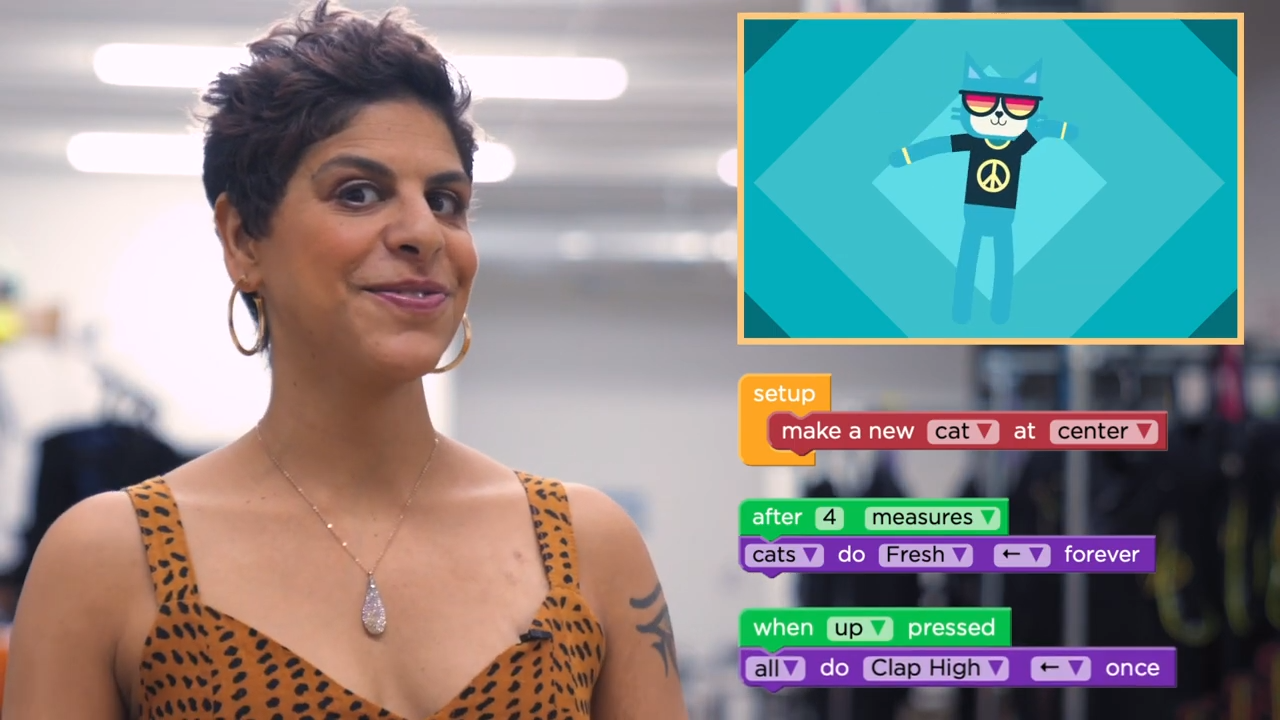 setup
make a new cat ▼ at center ▼
after 4 measures ▼
cats ▼ do Fresh ▼ ← ▼ forever
when up ▼ pressed
all ▼ do Clap High ▼ ← ▼ once